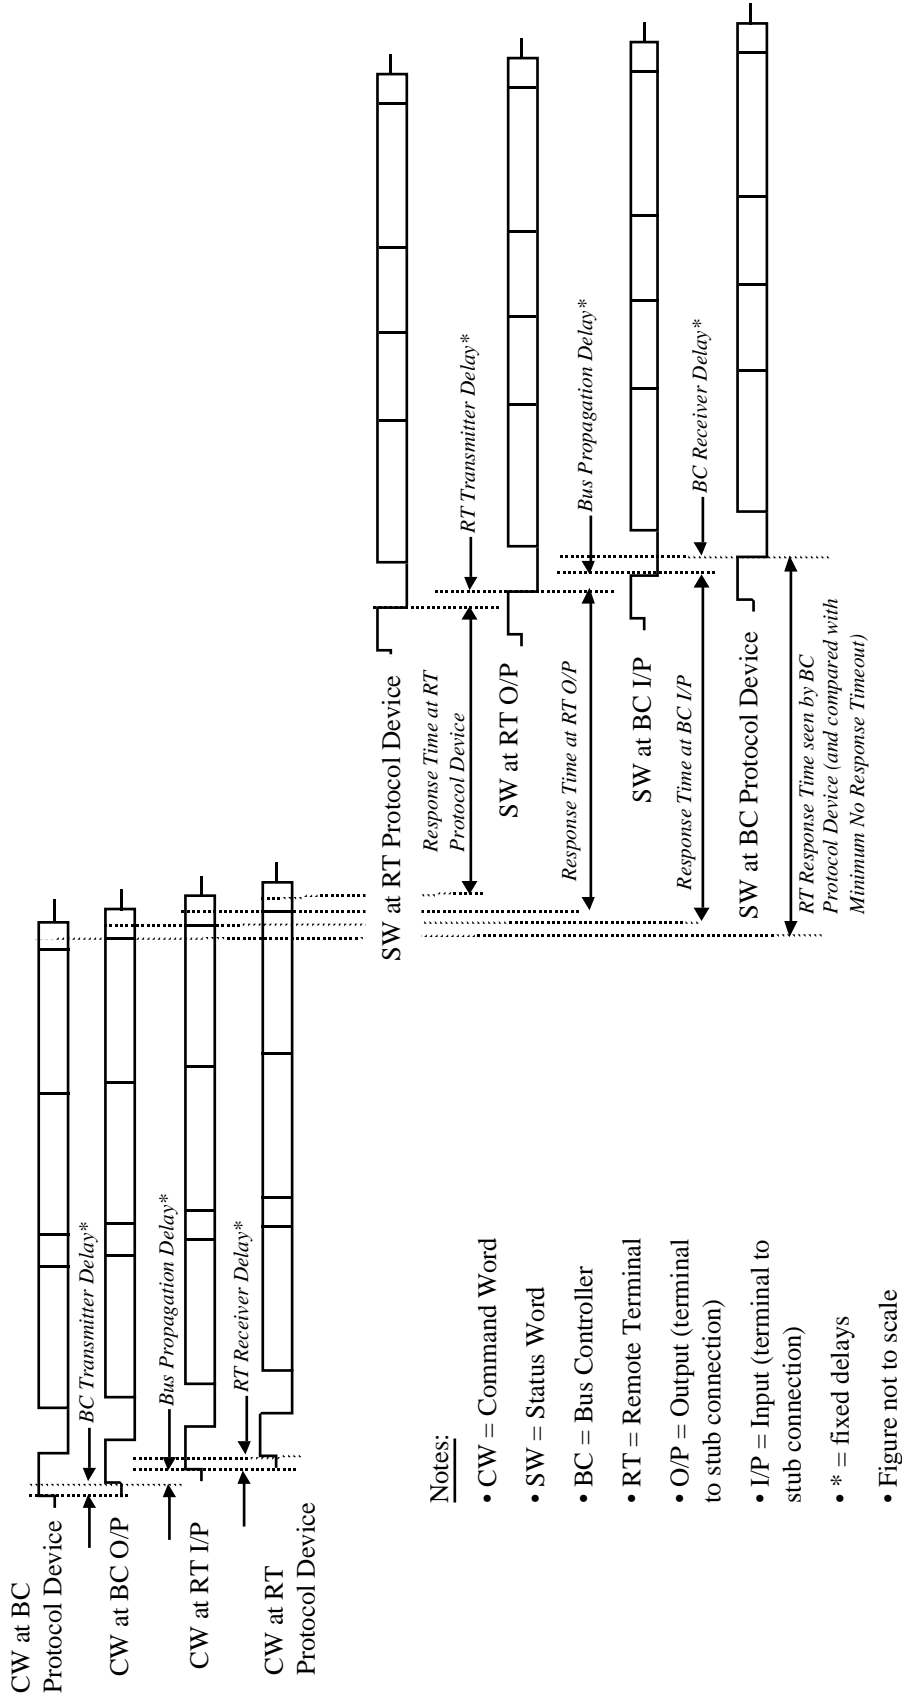 CW at BC
Protocol Device
BC Transmitter Delay*
CW at BC O/P
Bus Propagation Delay*
CW at RT I/P
RT Receiver Delay*
CW at RT
Protocol Device
SW at RT Protocol Device
Response Time at RT
Protocol Device
RT Transmitter Delay*
SW at RT O/P
Response Time at RT O/P
Bus Propagation Delay*
SW at BC I/P
Response Time at BC I/P
BC Receiver Delay*
SW at BC Protocol Device
RT Response Time seen by BC
Protocol Device (and compared with
Minimum No Response Timeout)
Notes:
• CW = Command Word
• SW = Status Word
• BC = Bus Controller
• RT = Remote Terminal
• O/P = Output (terminal
to stub connection)
• I/P = Input (terminal to
stub connection)
• * = fixed delays
• Figure not to scale